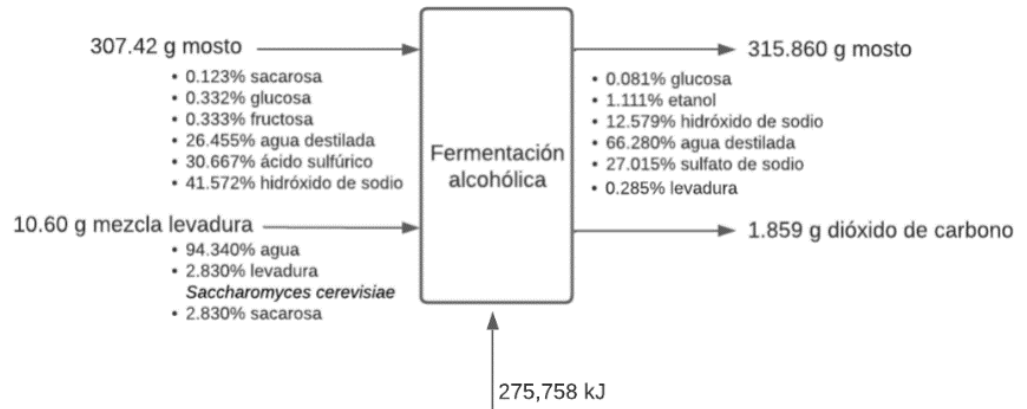 307.42 g mosto
• 0.123% sacarosa
• 0.332% glucosa
• 0.333% fructosa
• 26.455% agua destilada
• 30.667% ácido sulfúrico
• 41.572% hidróxido de sodio
10.60 g mezcla levadura
• 94.340% agua
• 2.830% levadura
Saccharomyces cerevisiae
• 2.830% sacarosa
Fermentación
alcohólica
315.860 g mosto
• 0.081% glucosa
• 1.111% etanol
• 12.579% hidróxido de sodio
• 66.280% agua destilada
• 27.015% sulfato de sodio
• 0.285% levadura
1.859 g dióxido de carbono
275,758 kJ